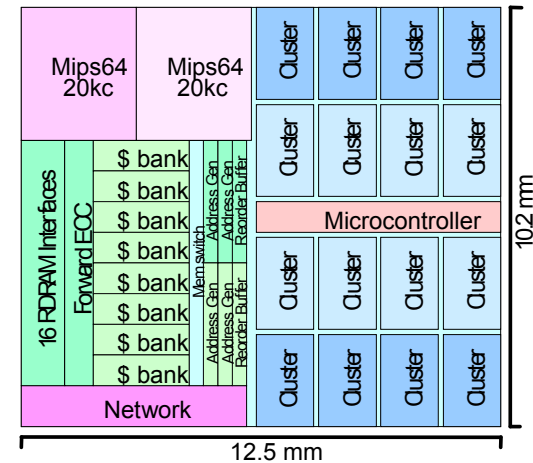 Mips64
20kc
Mips64
20kc
Cluster
Cluster
Cluster
Cluster
Cluster
Cluster
Cluster
Cluster
16 RDRAM Interfaces
Forward ECC
$ bank
$ bank
$ bank
$ bank
$ bank
$ bank
$ bank
$ bank
Mem switch
Address Gen
Address Gen
Reorder Buffer
Address Gen
Address Gen
Reorder Buffer
Microcontroller
Cluster
Cluster
Cluster
Cluster
Cluster
Cluster
Cluster
Cluster
Network
10.2 mm
12.5 mm